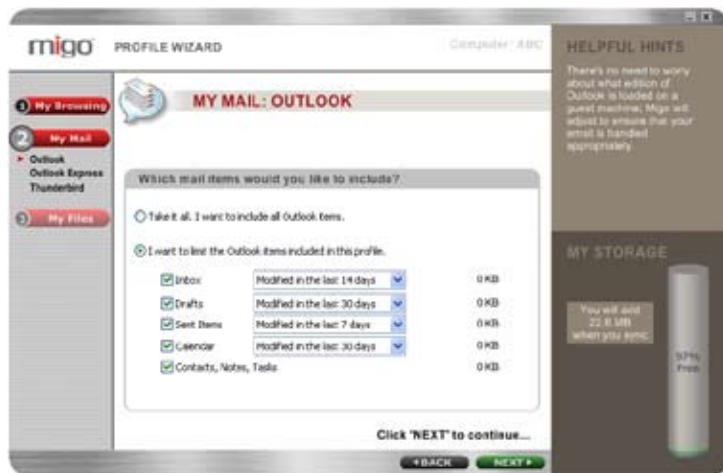 migo
PROFILE WIZARD
Computer: ABC
1 My Browsing
2 My Mail
Outlook
Outlook Express
Thunderbird
3 My Files
MY MAIL: OUTLOOK
Which mail items would you like to include?
Take it all. I want to include all Outlook items.
I want to limit the Outlook items included in this profile.
Inbox Modified in the last 14 days 0 KB
Drafts Modified in the last 30 days 0 KB
Sent Items Modified in the last 7 days 0 KB
Calendar Modified in the last 30 days 0 KB
Contacts, Notes, Tasks 0 KB
Click 'NEXT' to continue...
BACK NEXT
HELPFUL HINTS
There's no need to worry
about what edition of
Outlook is loaded on a
guest machine; Migo will
adjust to ensure that your
email is handled
appropriately.
MY STORAGE
You will add
22.8 MB
when you sync
97%
Free